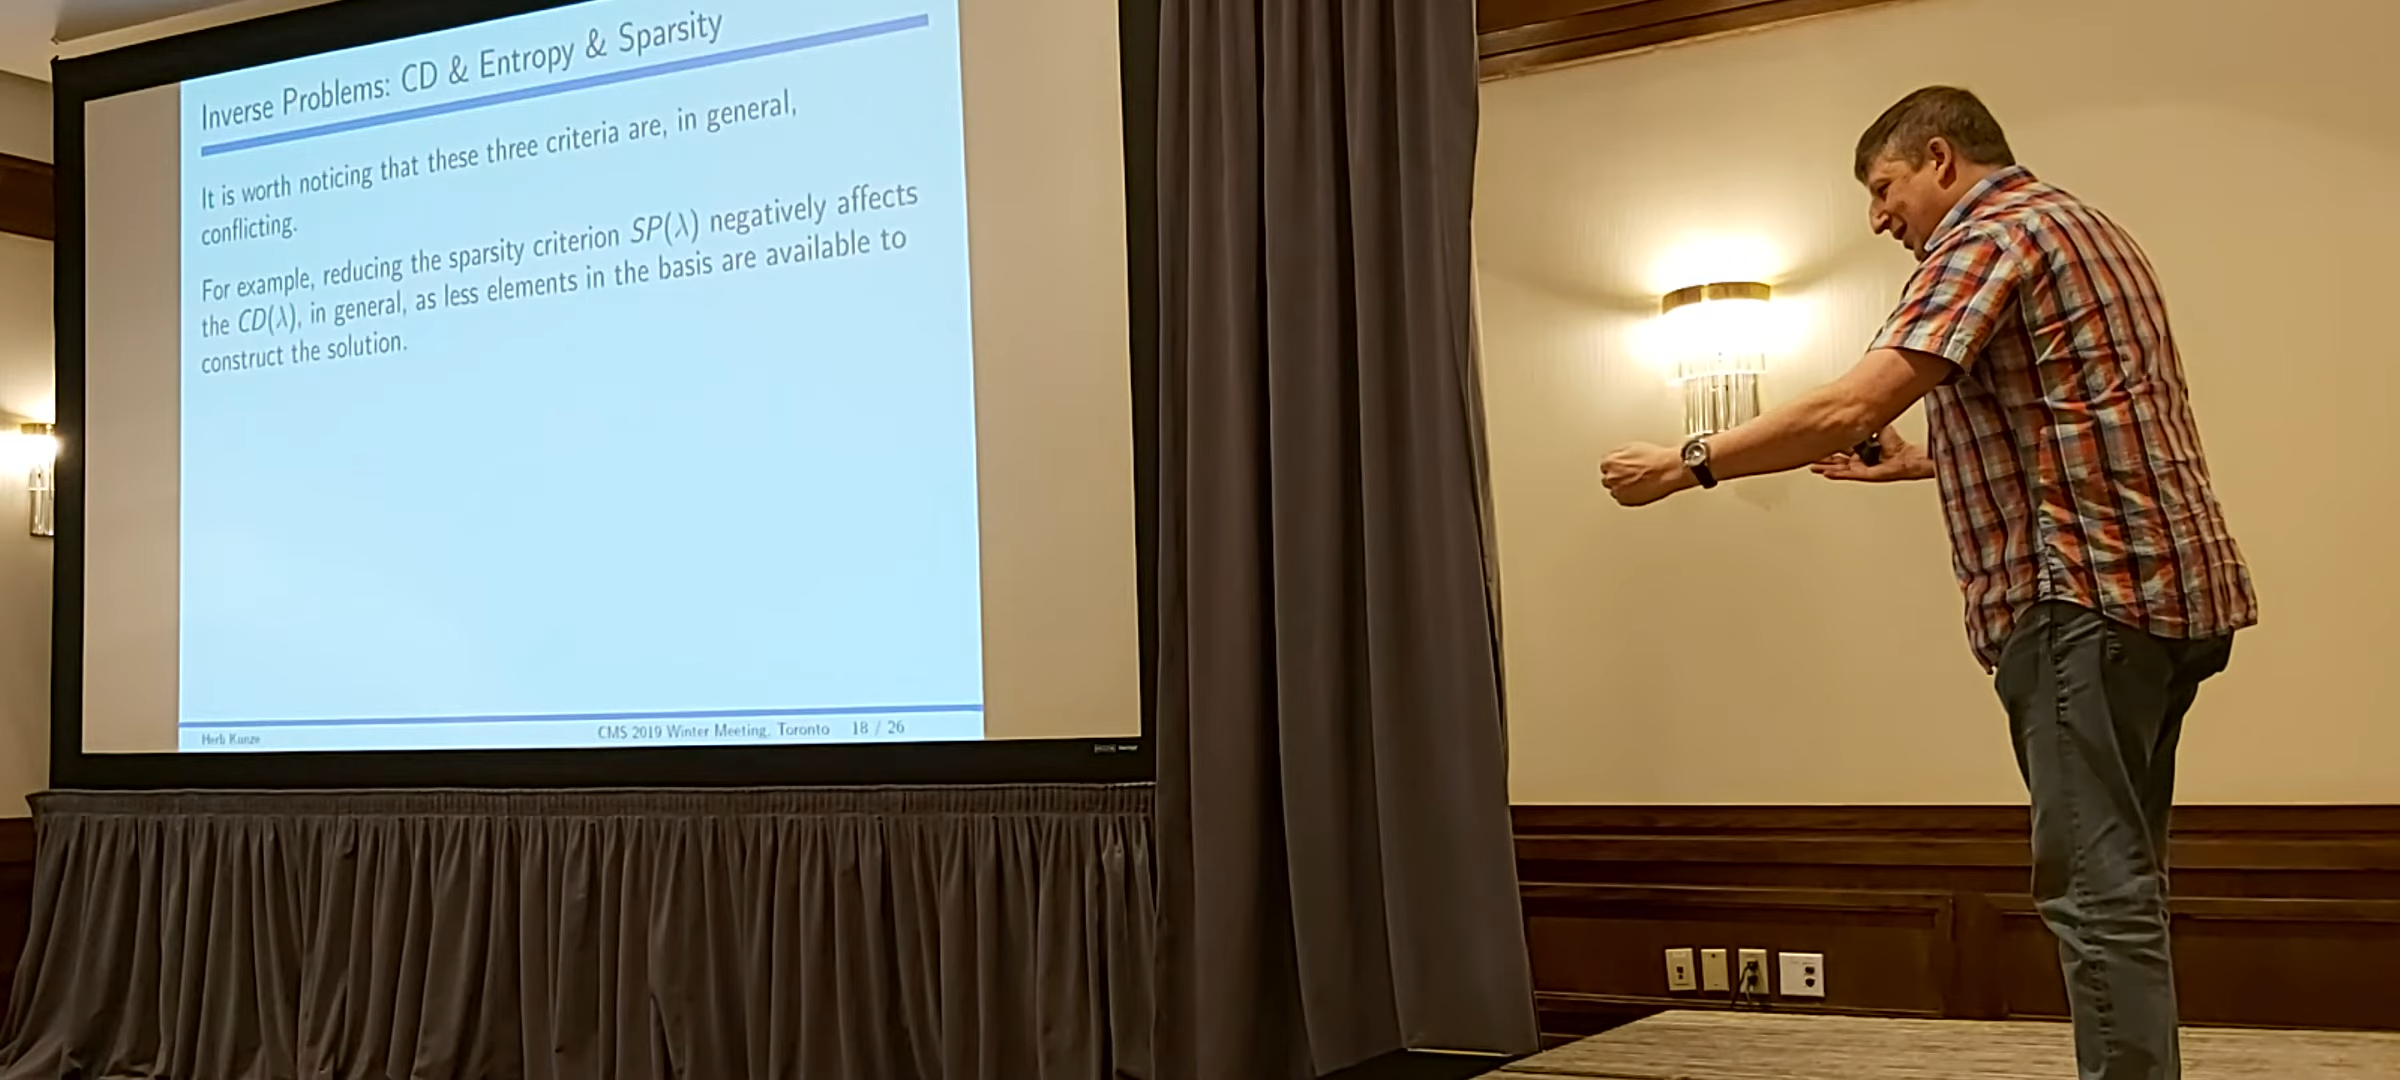 Inverse Problems: CD & Entropy & Sparsity
It is worth noticing that these three criteria are, in general,
conflicting.
For example, reducing the sparsity criterion SP(λ) negatively affects
the CD(λ), in general, as less elements in the basis are available to
construct the solution.
Herb Kunze CMS 2019 Winter Meeting, Toronto 18 / 26